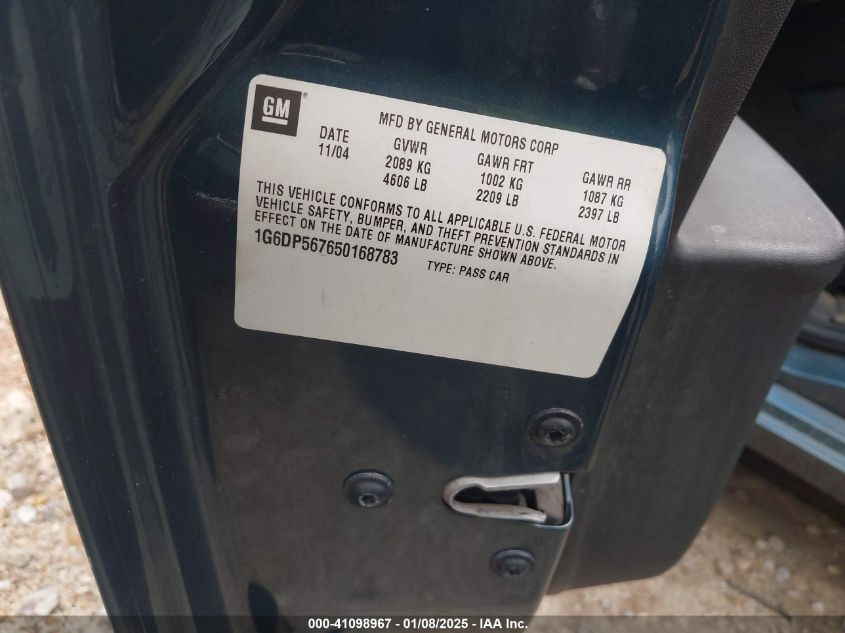 GM
MFD BY GENERAL MOTORS CORP
DATE GVWR GAWR FRT GAWR RR
11/04 2089 KG 1002 KG 1087 KG
4606 LB 2209 LB 2397 LB
THIS VEHICLE CONFORMS TO ALL APPLICABLE U.S. FEDERAL MOTOR
VEHICLE SAFETY, BUMPER, AND THEFT PREVENTION STANDARDS IN
EFFECT ON THE DATE OF MANUFACTURE SHOWN ABOVE.
1G6DP567650168783 TYPE: PASS CAR
000-41098967 | 01/08/2025 - IAA Inc.